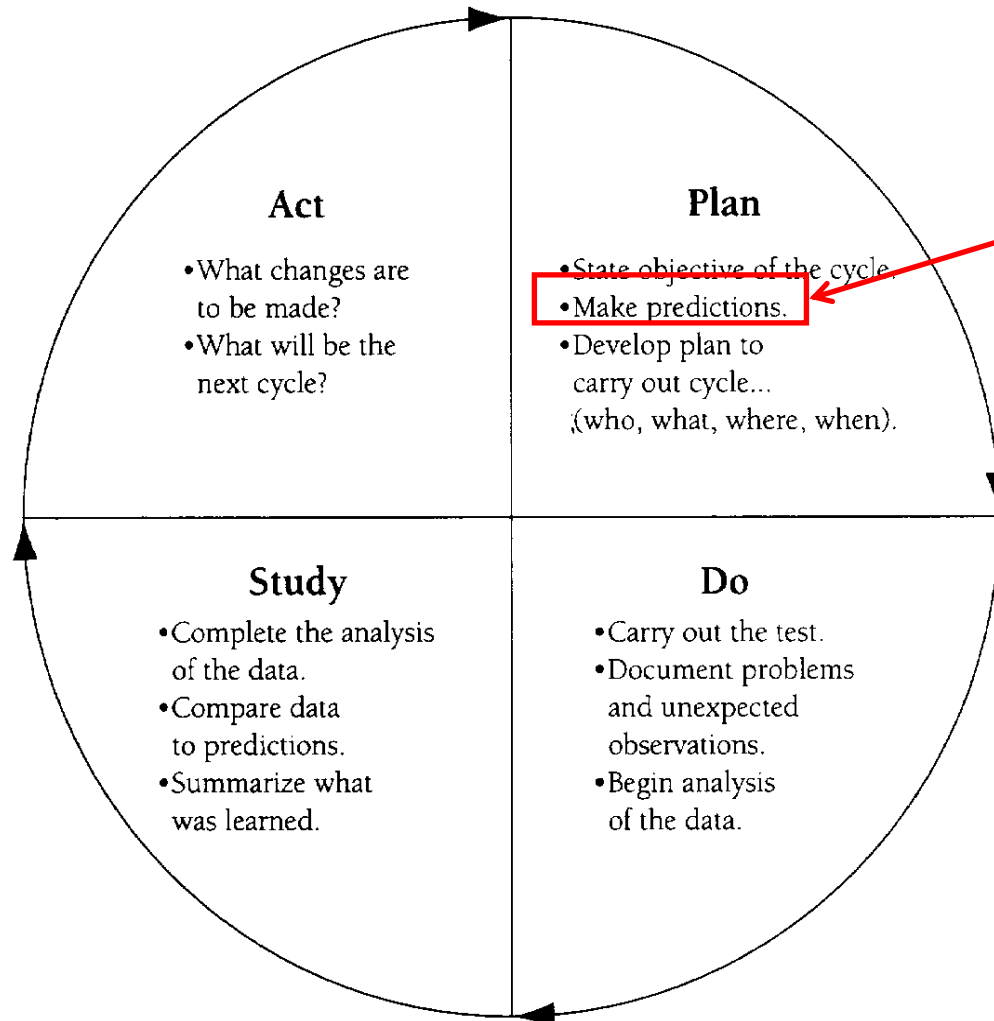 Act
•What changes are
to be made?
•What will be the
next cycle?
Plan
•State objective of the cycle.
•Make predictions.
•Develop plan to
carry out cycle...
(who, what, where, when).
Study
•Complete the analysis
of the data.
•Compare data
to predictions.
•Summarize what
was learned.
Do
•Carry out the test.
•Document problems
and unexpected
observations.
•Begin analysis
of the data.